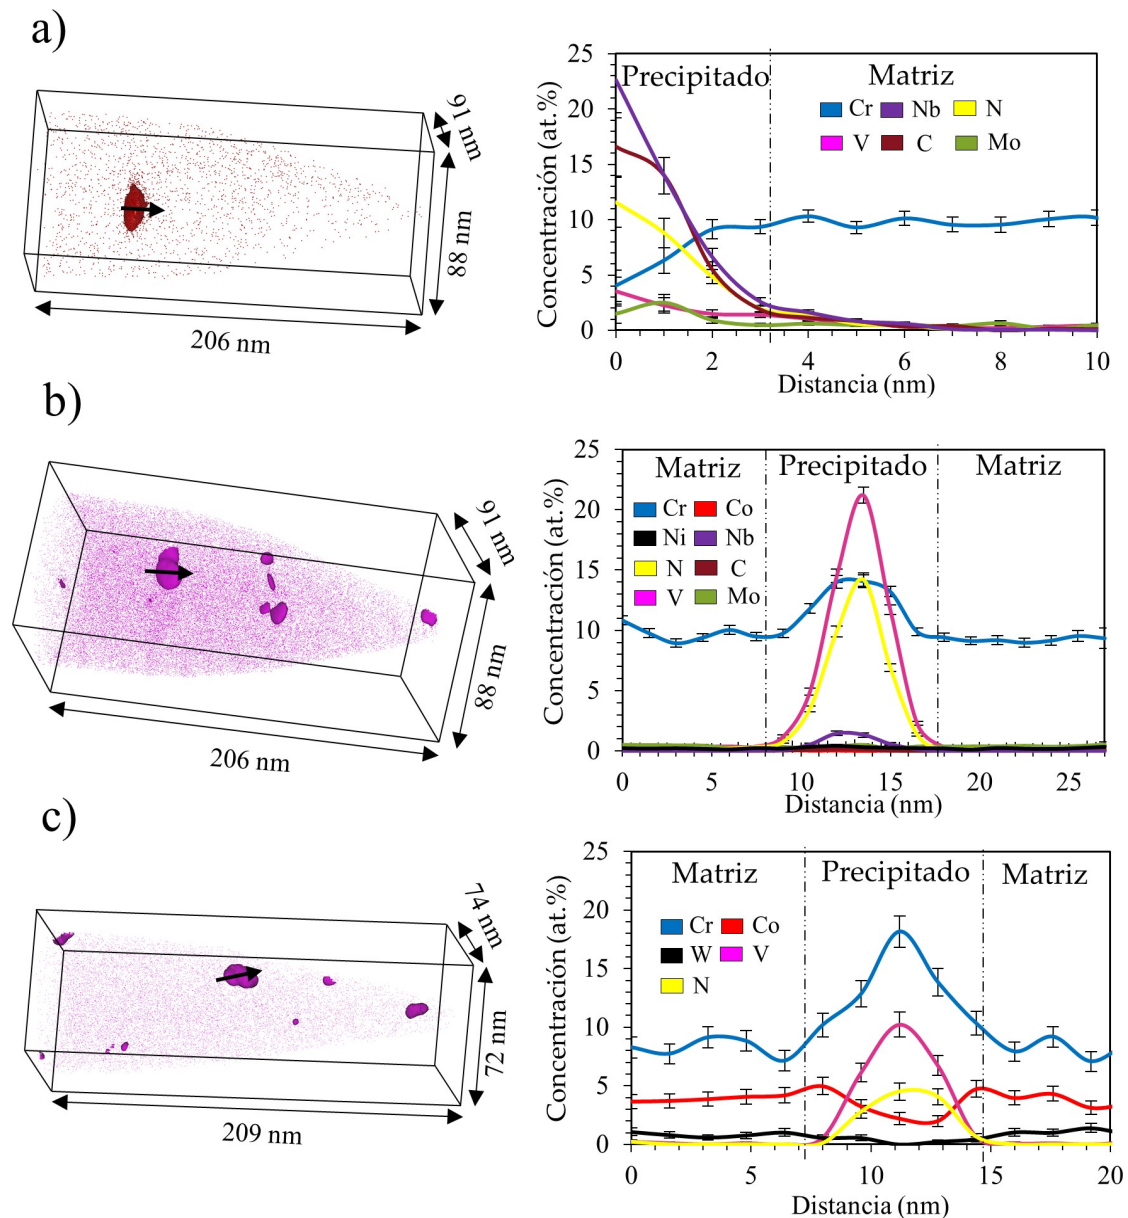 a)
91 nm
88 nm
206 nm
Concentración (at.%)
25
20
15
10
5
0
Precipitado
Matriz
Cr Nb N
V C Mo
0 2 4 6 8 10
Distancia (nm)
b)
91 nm
88 nm
206 nm
Concentración (at.%)
25
20
15
10
5
0
Matriz Precipitado Matriz
Cr Co
Ni Nb
N C
V Mo
0 5 10 15 20 25
Distancia (nm)
c)
74 nm
72 nm
209 nm
Concentración (at.%)
25
20
15
10
5
0
Matriz Precipitado Matriz
Cr Co
W V
N
0 5 10 15 20
Distancia (nm)